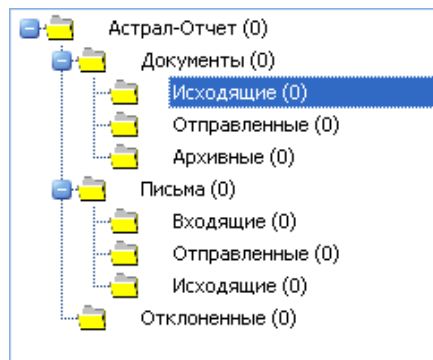 Астрал-Отчет (0)
Документы (0)
Исходящие (0)
Отправленные (0)
Архивные (0)
Письма (0)
Входящие (0)
Отправленные (0)
Исходящие (0)
Отклоненные (0)